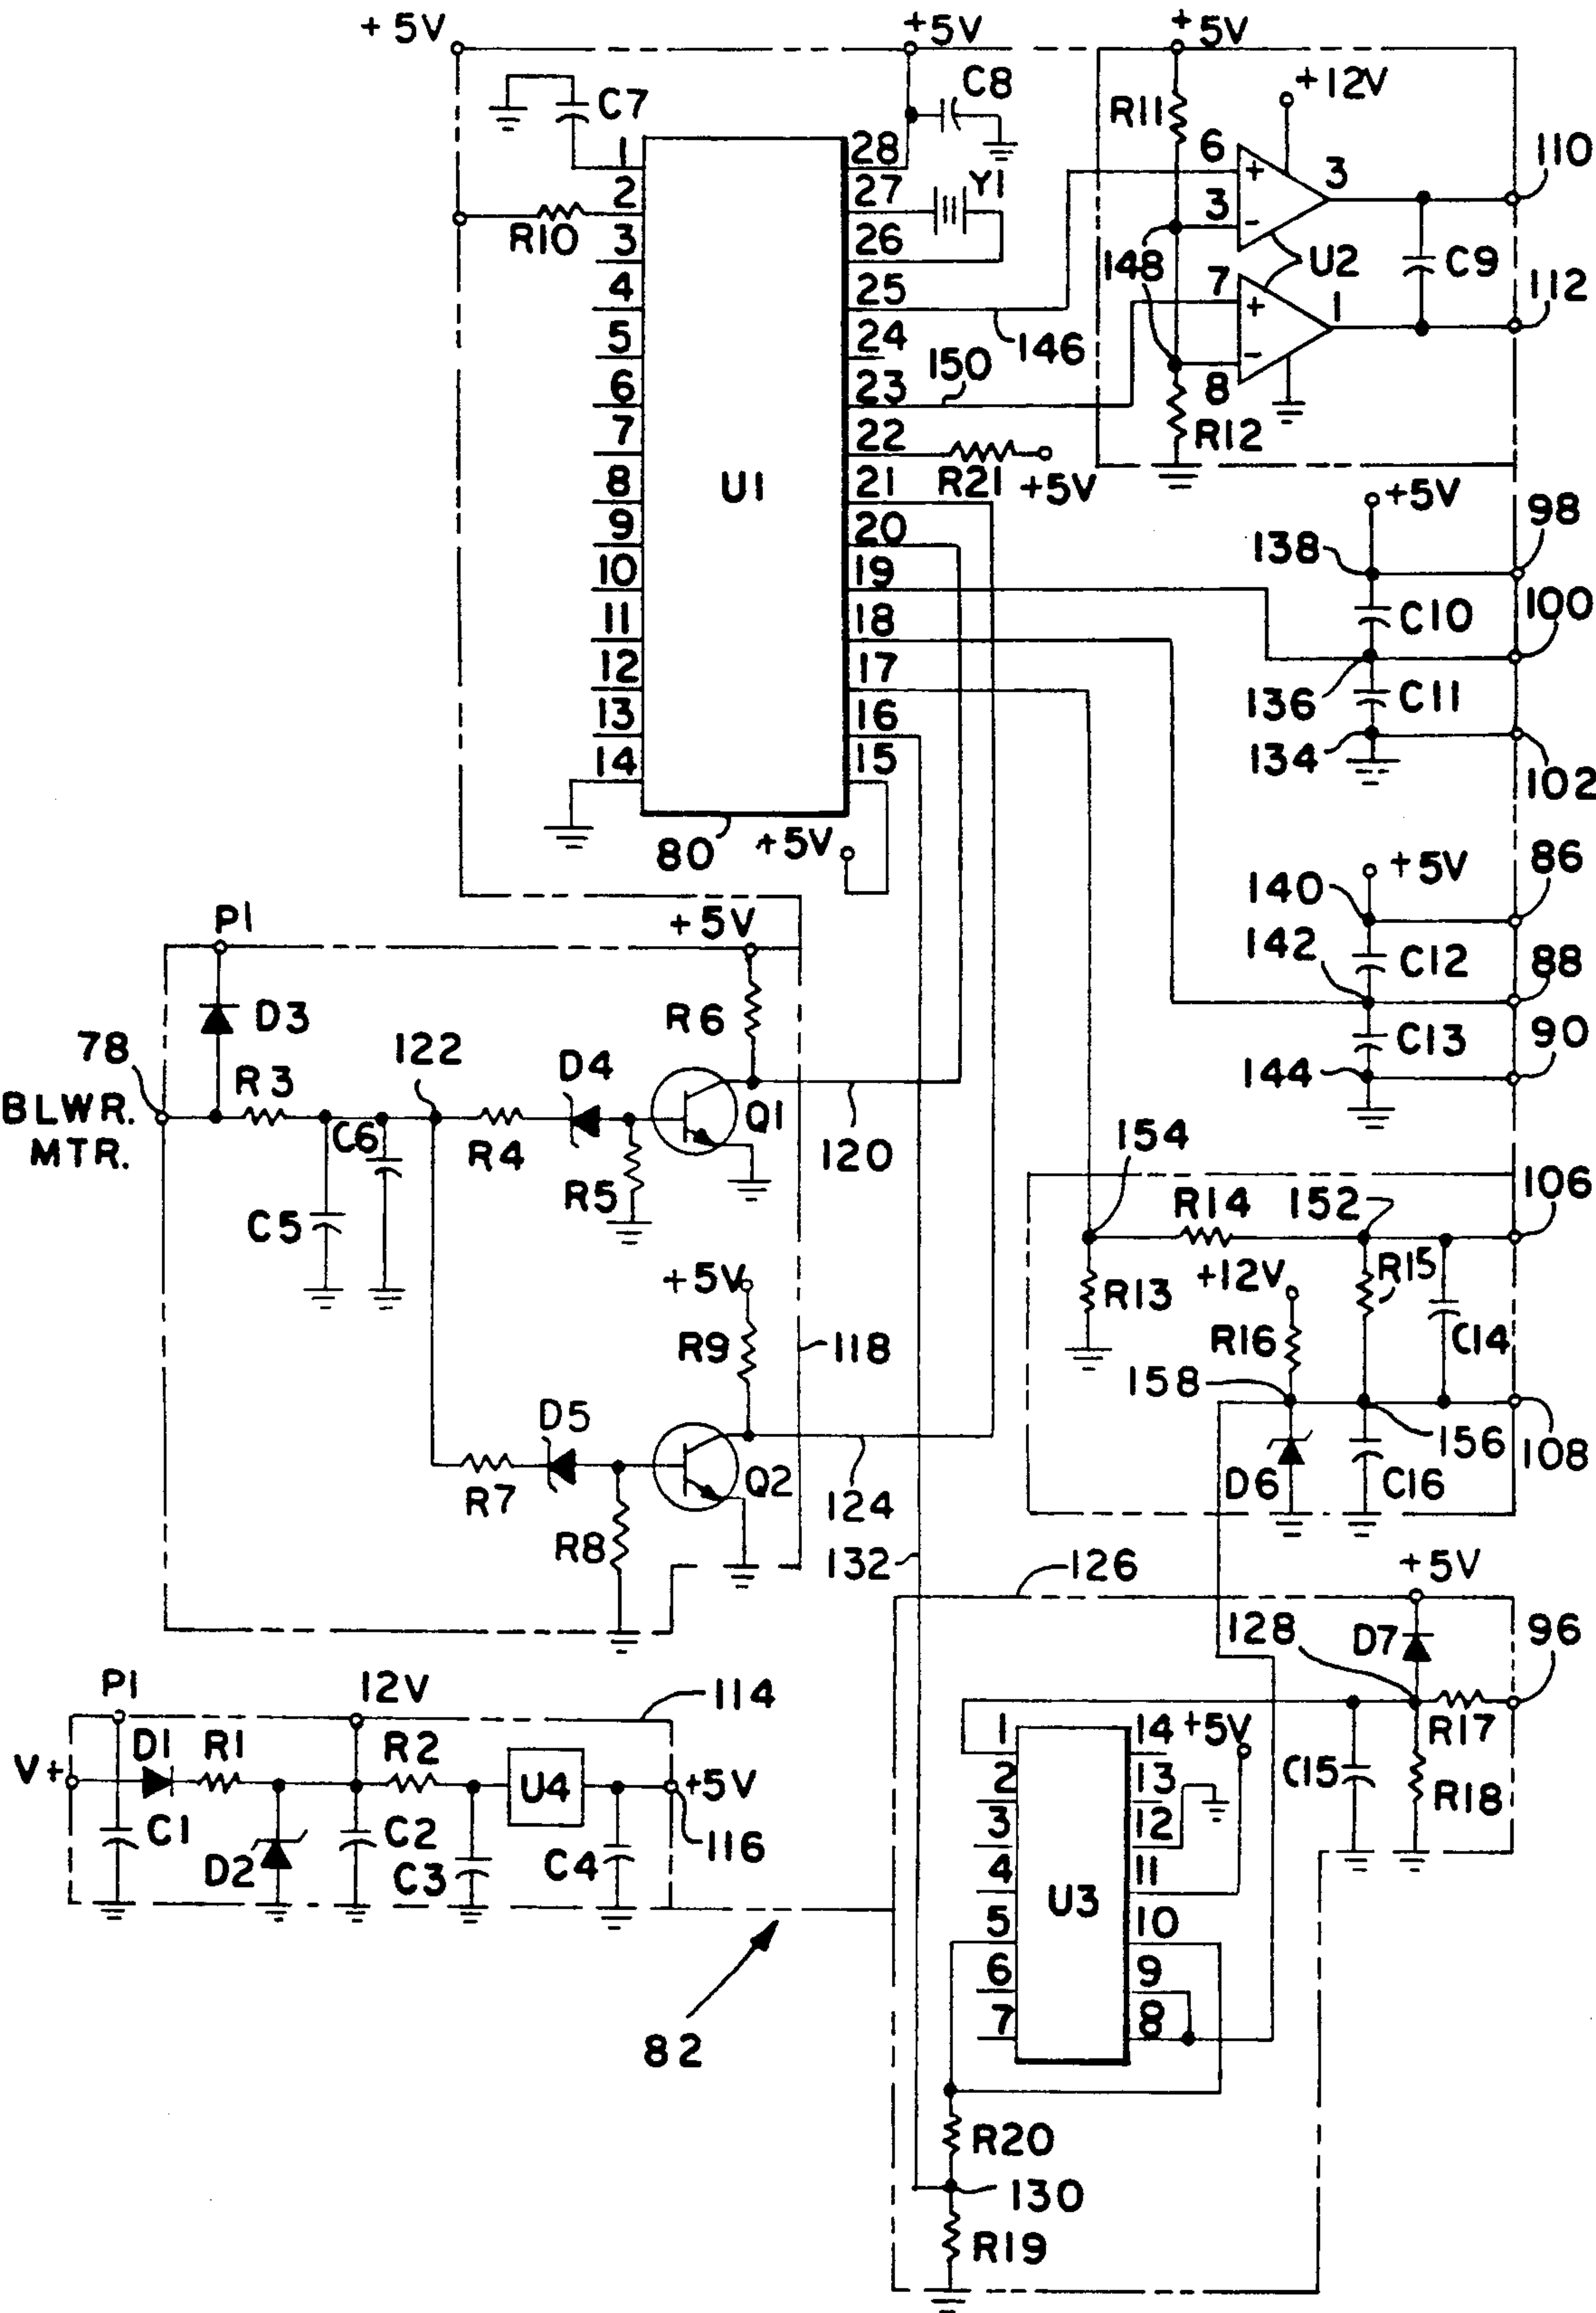 +5V
+5V
+5V
C7
C8
R11
+12V
1
28
6
3
110
2
27
Y1
3
R10
3
26
148
U2
C9
4
25
7
1
112
5
24
146
6
23
150
8
7
22
R12
8
U1
21
R21
+5V
+5V
98
9
20
138
10
19
C10
100
11
18
12
17
136
C11
13
16
134
14
15
102
80
+5V
+5V
86
140
P1
+5V
142
C12
88
D3
R6
C13
90
78
122
D4
144
R3
BLWR.
MTR.
C6
Q1
R4
120
154
R5
106
C5
R14
152
+5V
+12V
R15
R13
R9
118
R16
C14
158
D5
156
108
Q2
D6
C16
R7
124
R8
132
126
+5V
128
D7
96
P1
12V
114
V+
D1
R1
R2
1
14
+5V
R17
U4
+5V
2
13
C15
R18
C1
C2
116
3
12
D2
C3
C4
4
11
U3
5
10
6
9
7
8
82
R20
130
R19